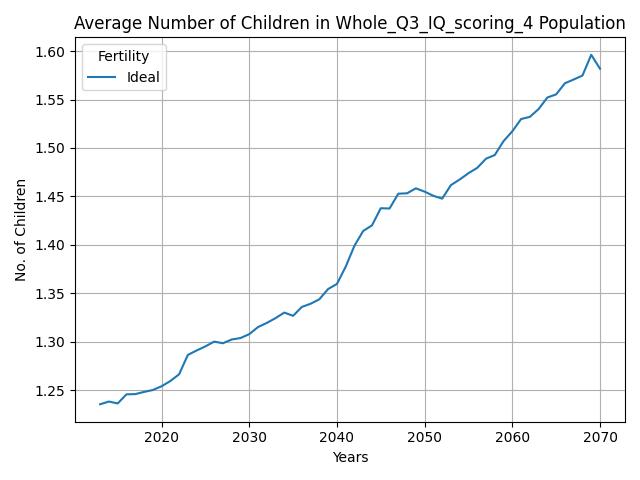 Average Number of Children in Whole_Q3_IQ_scoring_4 Population
Fertility
Ideal
No. of Children
1.60
1.55
1.50
1.45
1.40
1.35
1.30
1.25
2020 2030 2040 2050 2060 2070
Years